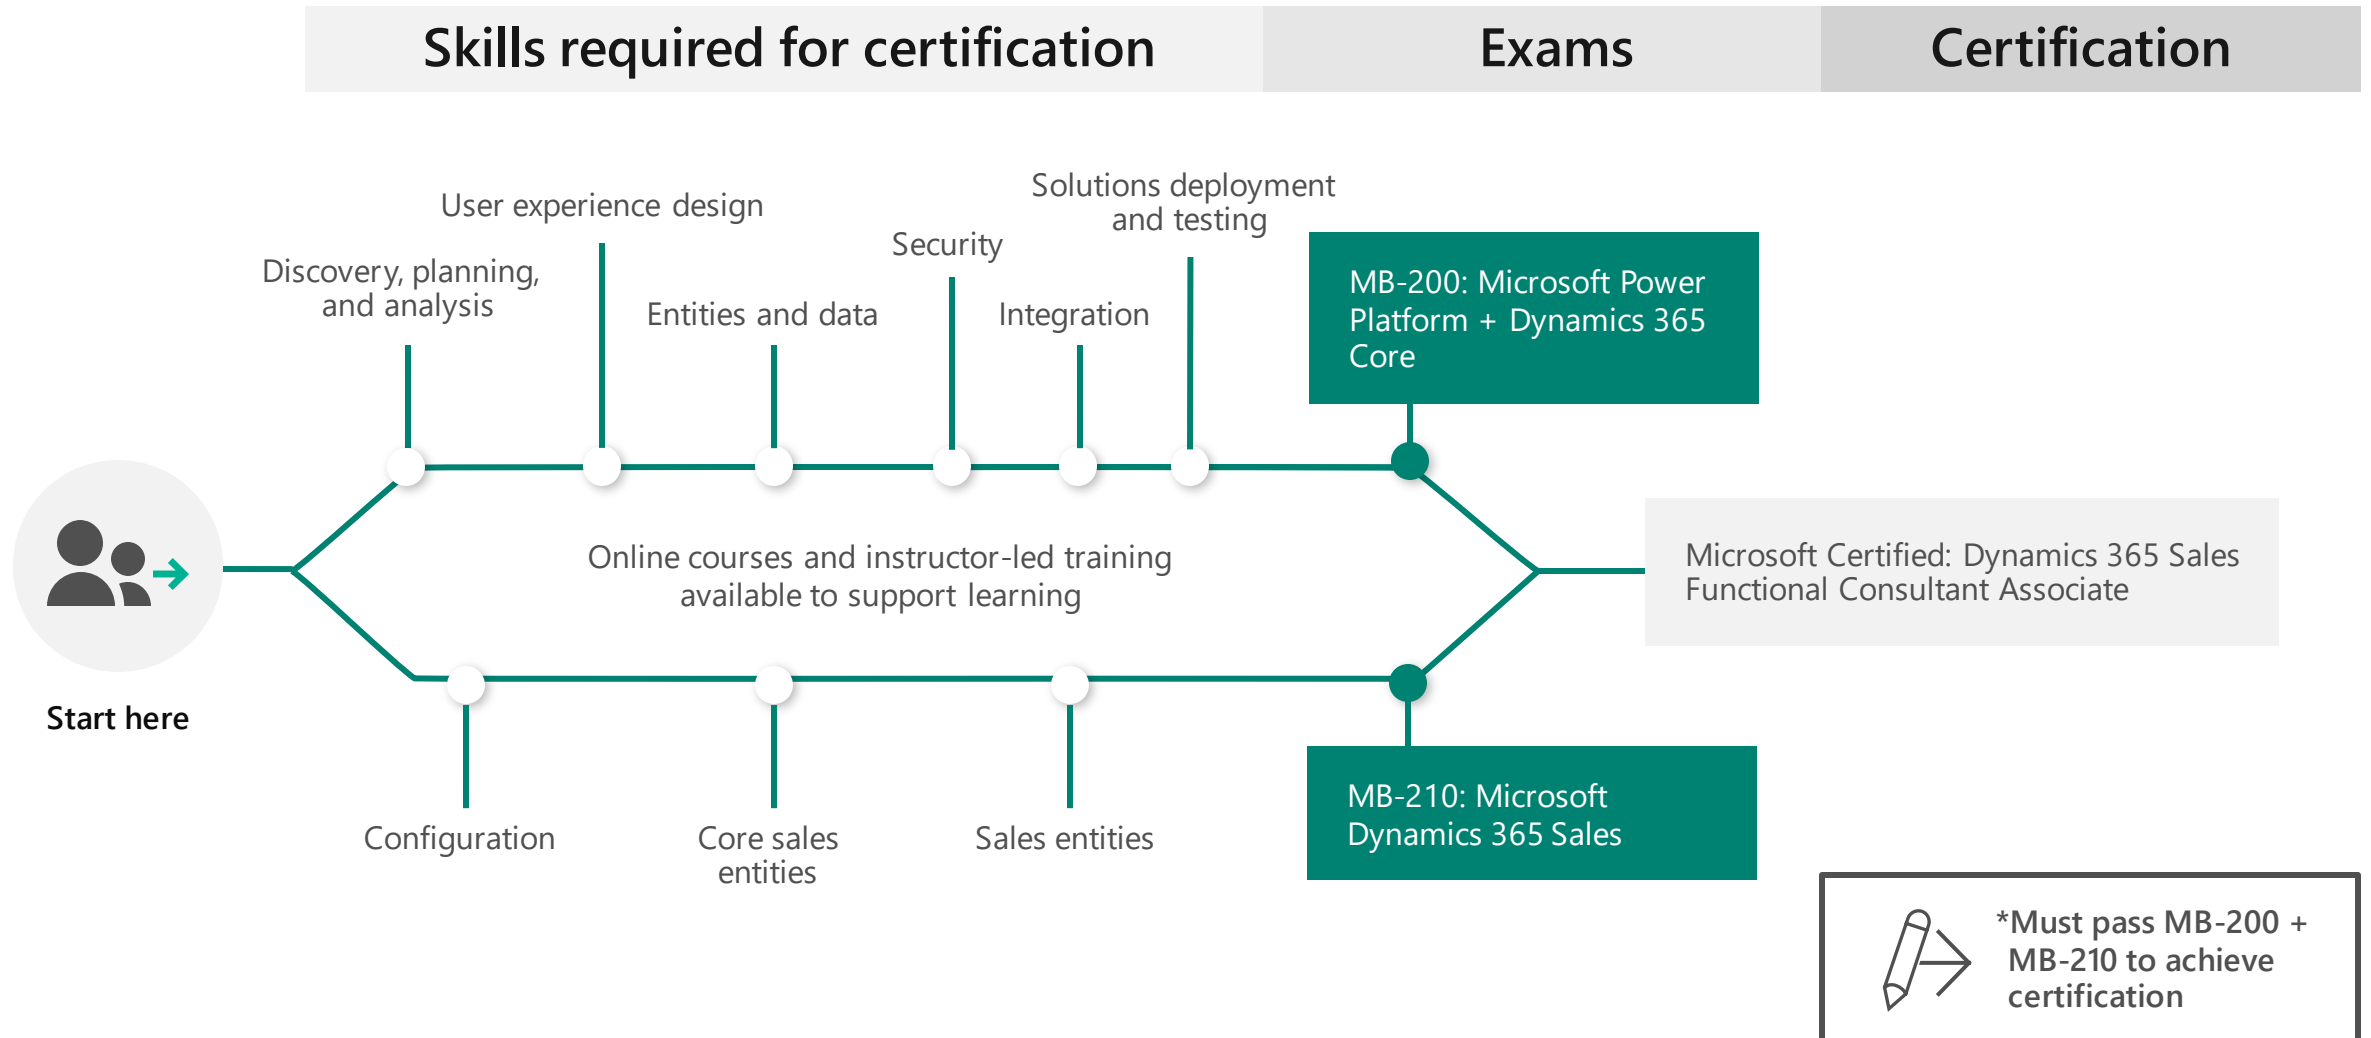 Skills required for certification
Exams
Certification
User experience design
Solutions deployment
and testing
Security
Discovery, planning,
and analysis
Entities and data
Integration
MB-200: Microsoft Power
Platform + Dynamics 365
Core
Online courses and instructor-led training
available to support learning
Microsoft Certified: Dynamics 365 Sales
Functional Consultant Associate
Start here
Configuration
Core sales
entities
Sales entities
MB-210: Microsoft
Dynamics 365 Sales
*Must pass MB-200 +
MB-210 to achieve
certification